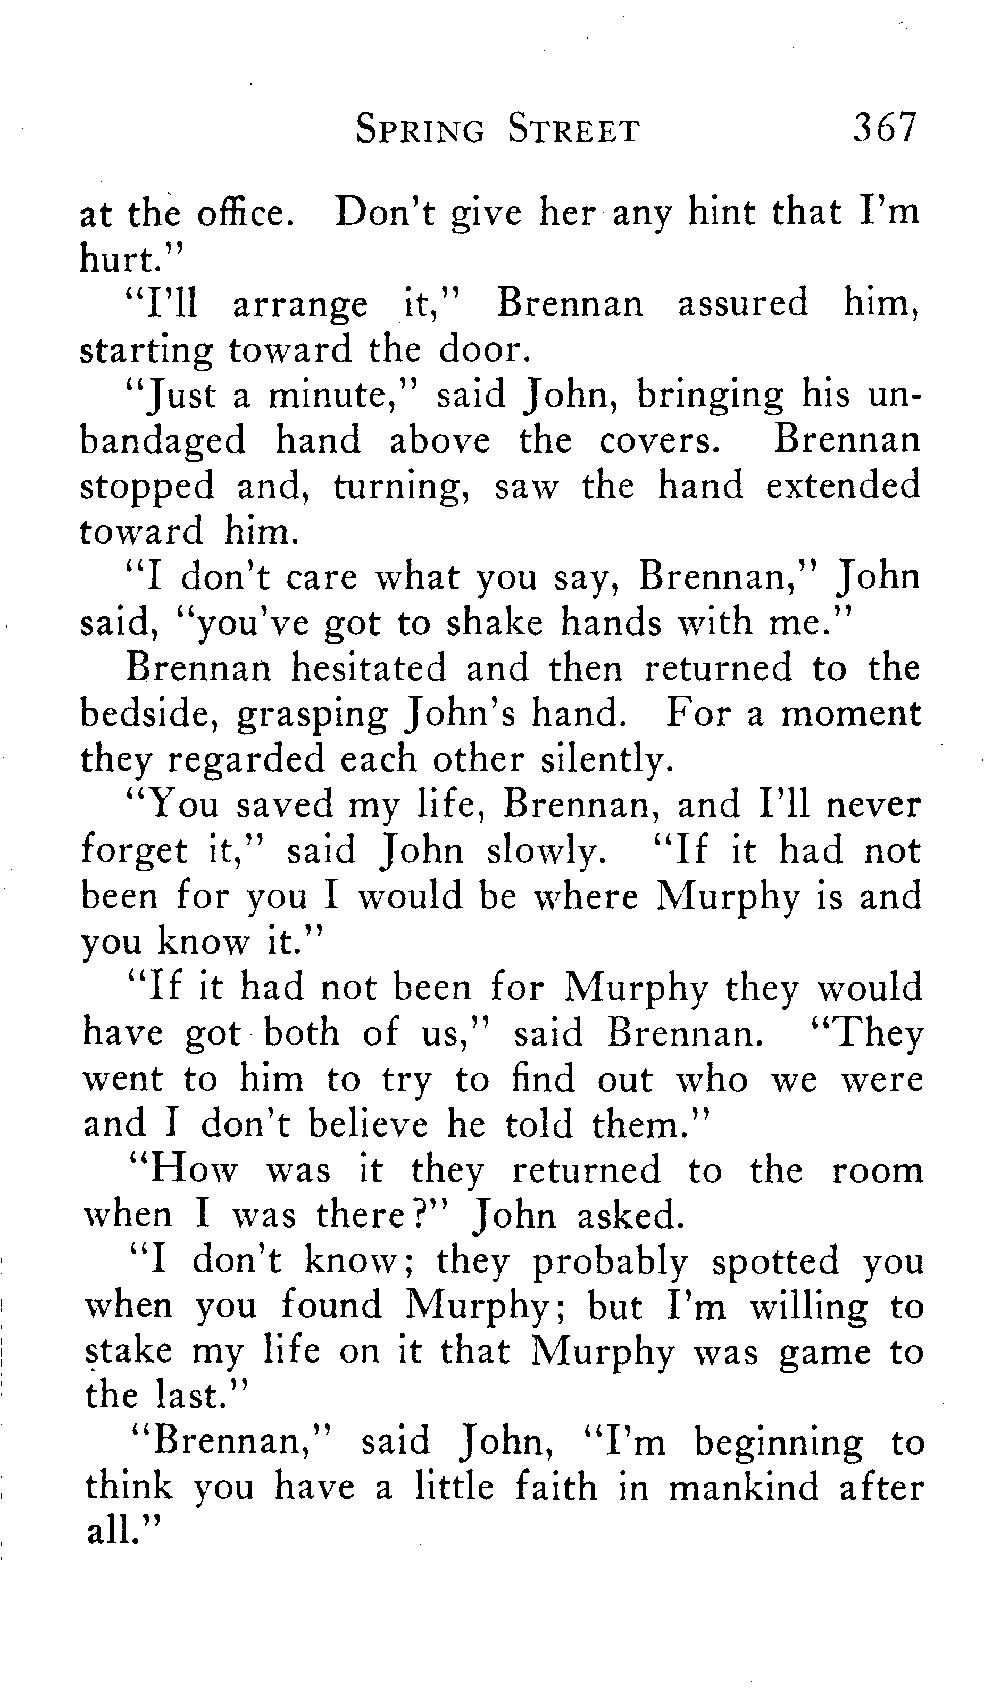 SPRING STREET 367
at the office. Don't give her any hint that I'm
hurt."
"I'll arrange it," Brennan assured him,
starting toward the door.
"Just a minute," said John, bringing his un-
bandaged hand above the covers. Brennan
stopped and, turning, saw the hand extended
toward him.
"I don't care what you say, Brennan," John
said, "you've got to shake hands with me."
Brennan hesitated and then returned to the
bedside, grasping John's hand. For a moment
they regarded each other silently.
"You saved my life, Brennan, and I'll never
forget it," said John slowly. "If it had not
been for you I would be where Murphy is and
you know it."
"If it had not been for Murphy they would
have got both of us," said Brennan. "They
went to him to try to find out who we were
and I don't believe he told them."
"How was it they returned to the room
when I was there?" John asked.
"I don't know; they probably spotted you
when you found Murphy; but I'm willing to
stake my life on it that Murphy was game to
the last."
"Brennan," said John, "I'm beginning to
think you have a little faith in mankind after
all."